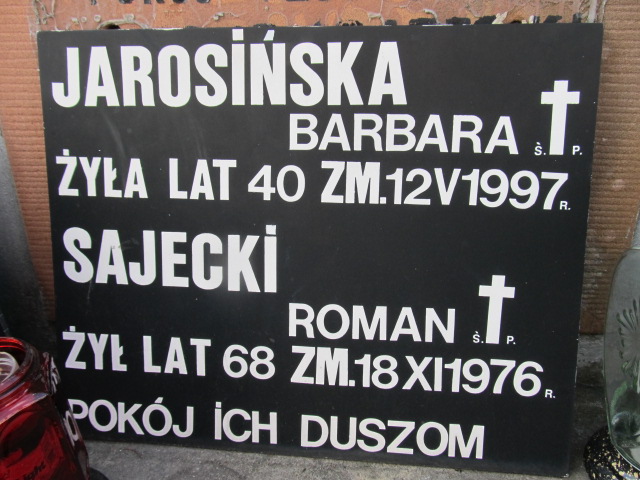 JAROSIŃSKA
BARBARA Ś. P.
ŻYŁA LAT 40 ZM.12V1997R.
SAJECKI
ROMAN Ś. P.
ŻYŁ LAT 68 ZM.18XI1976R.
POKÓJ ICH DUSZOM